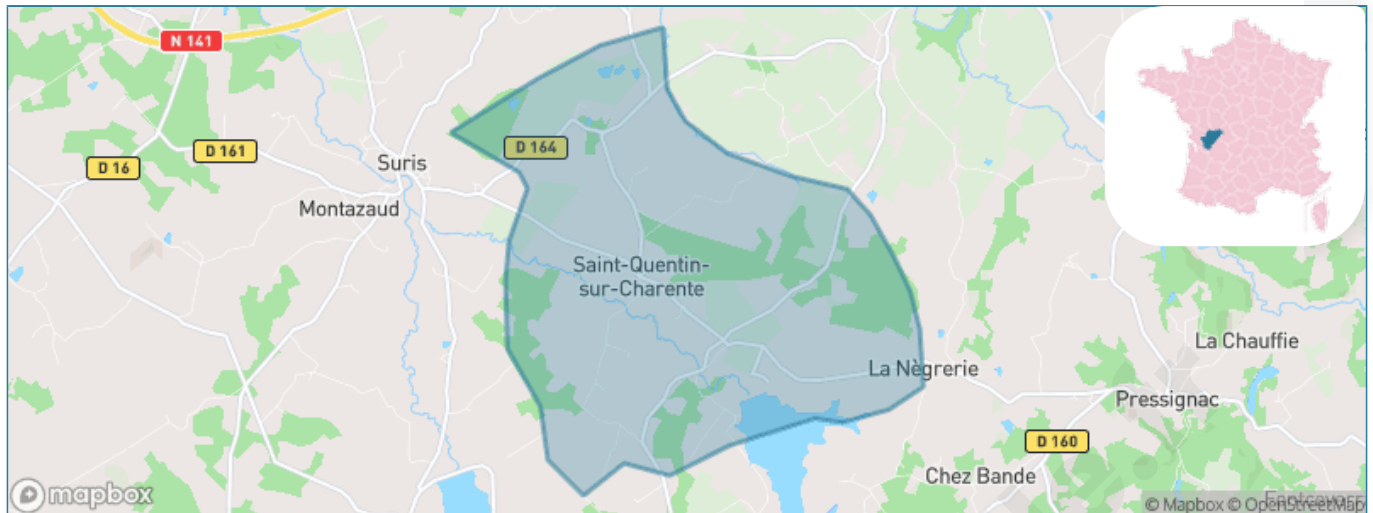 N 141
D 161
D 16
D 164
Suris
Montazaud
Saint-Quentin-
sur-Charente
La Nègrerie
La Chauffie
Pressignac
D 160
Chez Bande
mapbox
© Mapbox © OpenStreetMap